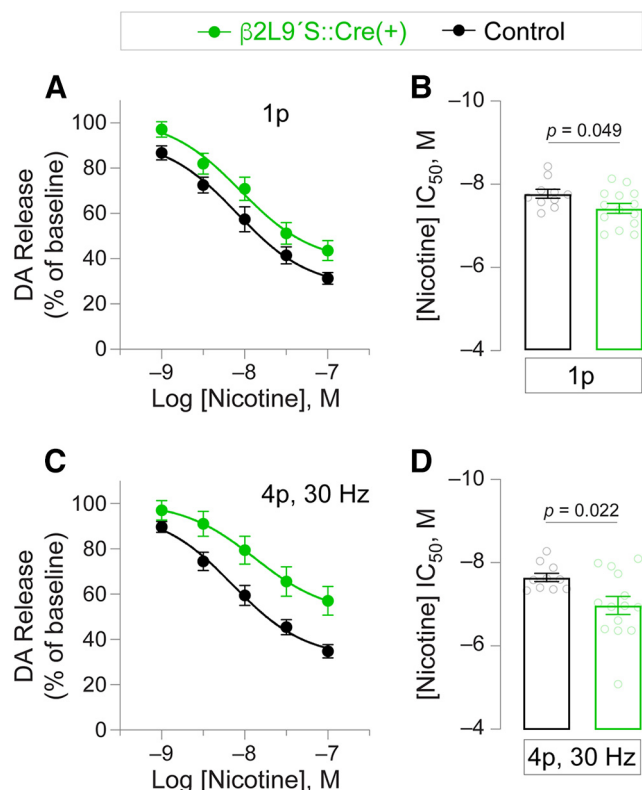 β2L9´S::Cre(+) Control
A
1p
DA Release
(% of baseline)
100
80
60
40
20
0
–9 –8 –7
Log [Nicotine], M
B
[Nicotine] IC50, M
–10
–8
–6
–4
p = 0.049
1p
C
4p, 30 Hz
DA Release
(% of baseline)
100
80
60
40
20
0
–9 –8 –7
Log [Nicotine], M
D
[Nicotine] IC50, M
–10
–8
–6
–4
p = 0.022
4p, 30 Hz